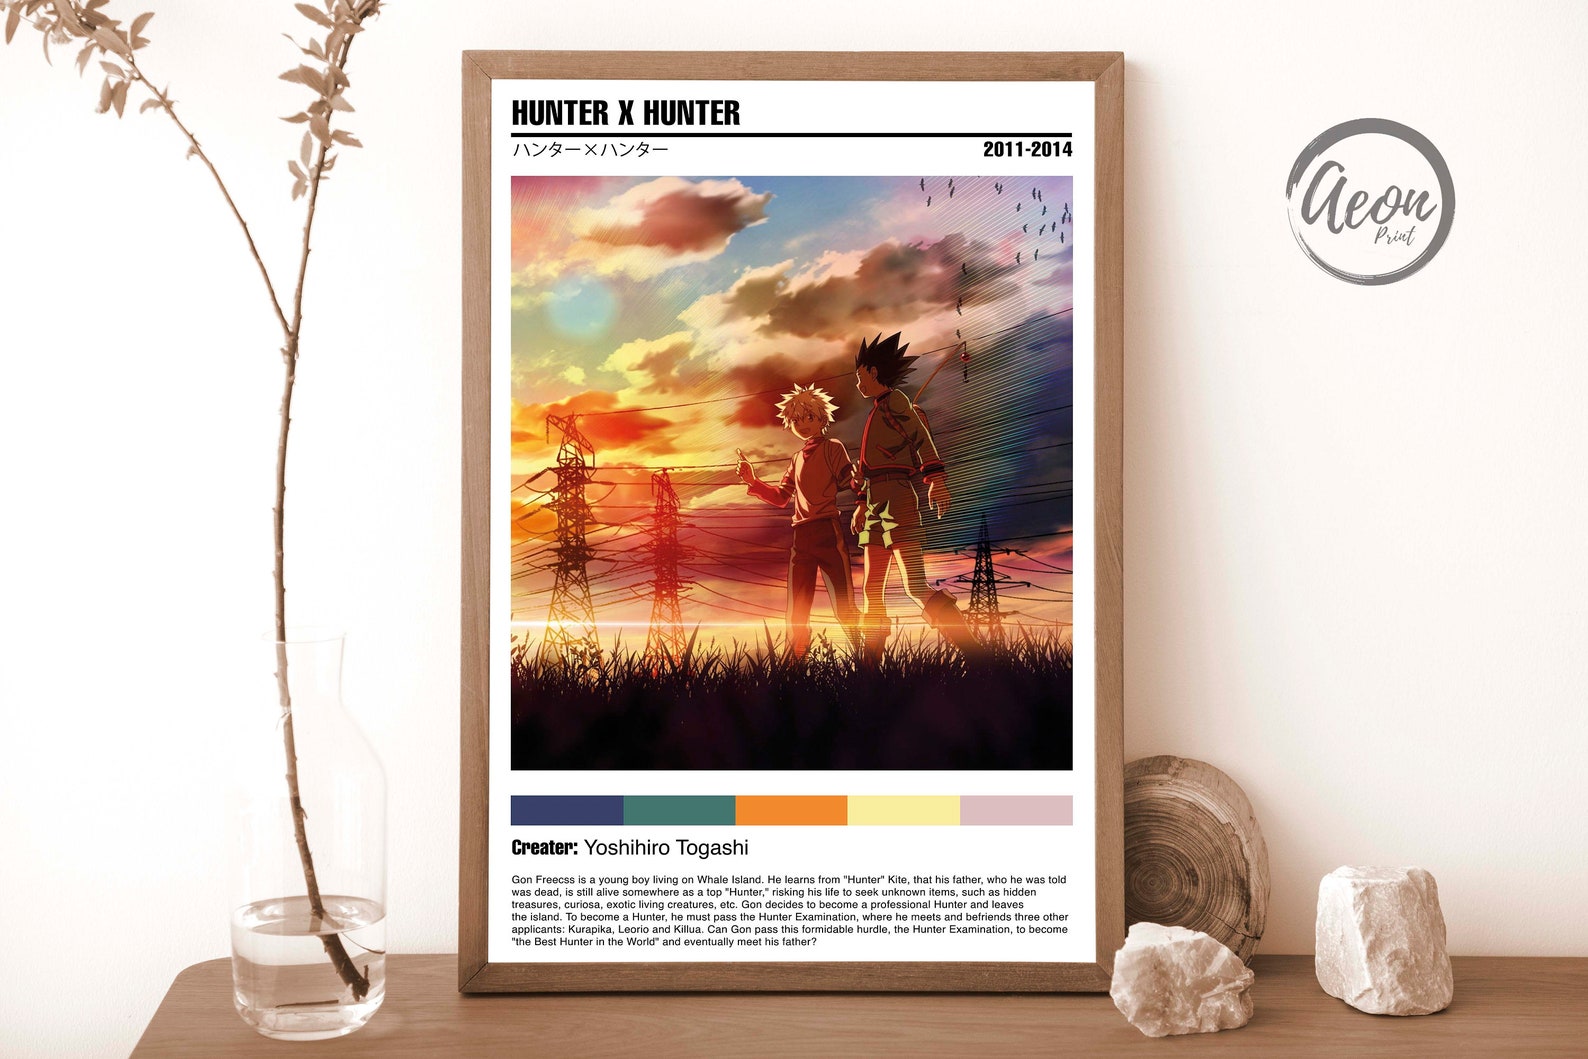 HUNTER X HUNTER
ハンター×ハンター 2011-2014
Creater: Yoshihiro Togashi
Gon Freecss is a young boy living on Whale Island. He learns from "Hunter" Kite, that his father, who he was told
was dead, is still alive somewhere as a top "Hunter," risking his life to seek unknown items, such as hidden
treasures, curiosa, exotic living creatures, etc. Gon decides to become a professional Hunter and leaves
the island. To become a Hunter, he must pass the Hunter Examination, where he meets and befriends three other
applicants: Kurapika, Leorio and Killua. Can Gon pass this formidable hurdle, the Hunter Examination, to become
"the Best Hunter in the World" and eventually meet his father?
Aeon
Print